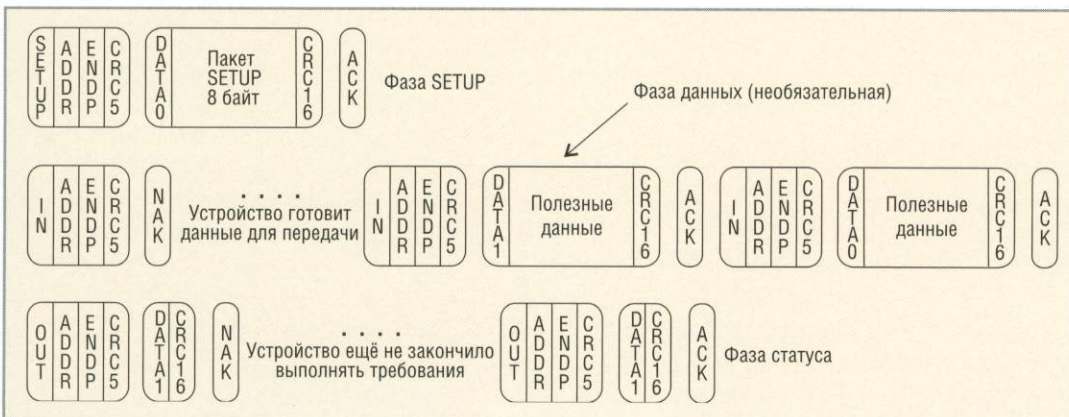 SETUP ADDR ENDP CRC5 DATA0 Пакет SETUP 8 байт CRC16 ACK Фаза SETUP
Фаза данных (необязательная)
IN ADDR ENDP CRC5 NAK . . . . Устройство готовит данные для передачи IN ADDR ENDP CRC5 DATA1 Полезные данные CRC16 ACK IN ADDR ENDP CRC5 DATA0 Полезные данные CRC16 ACK
OUT ADDR ENDP CRC5 DATA1 CRC16 NAK . . . . Устройство ещё не закончило выполнять требования OUT ADDR ENDP CRC5 DATA1 CRC16 ACK Фаза статуса